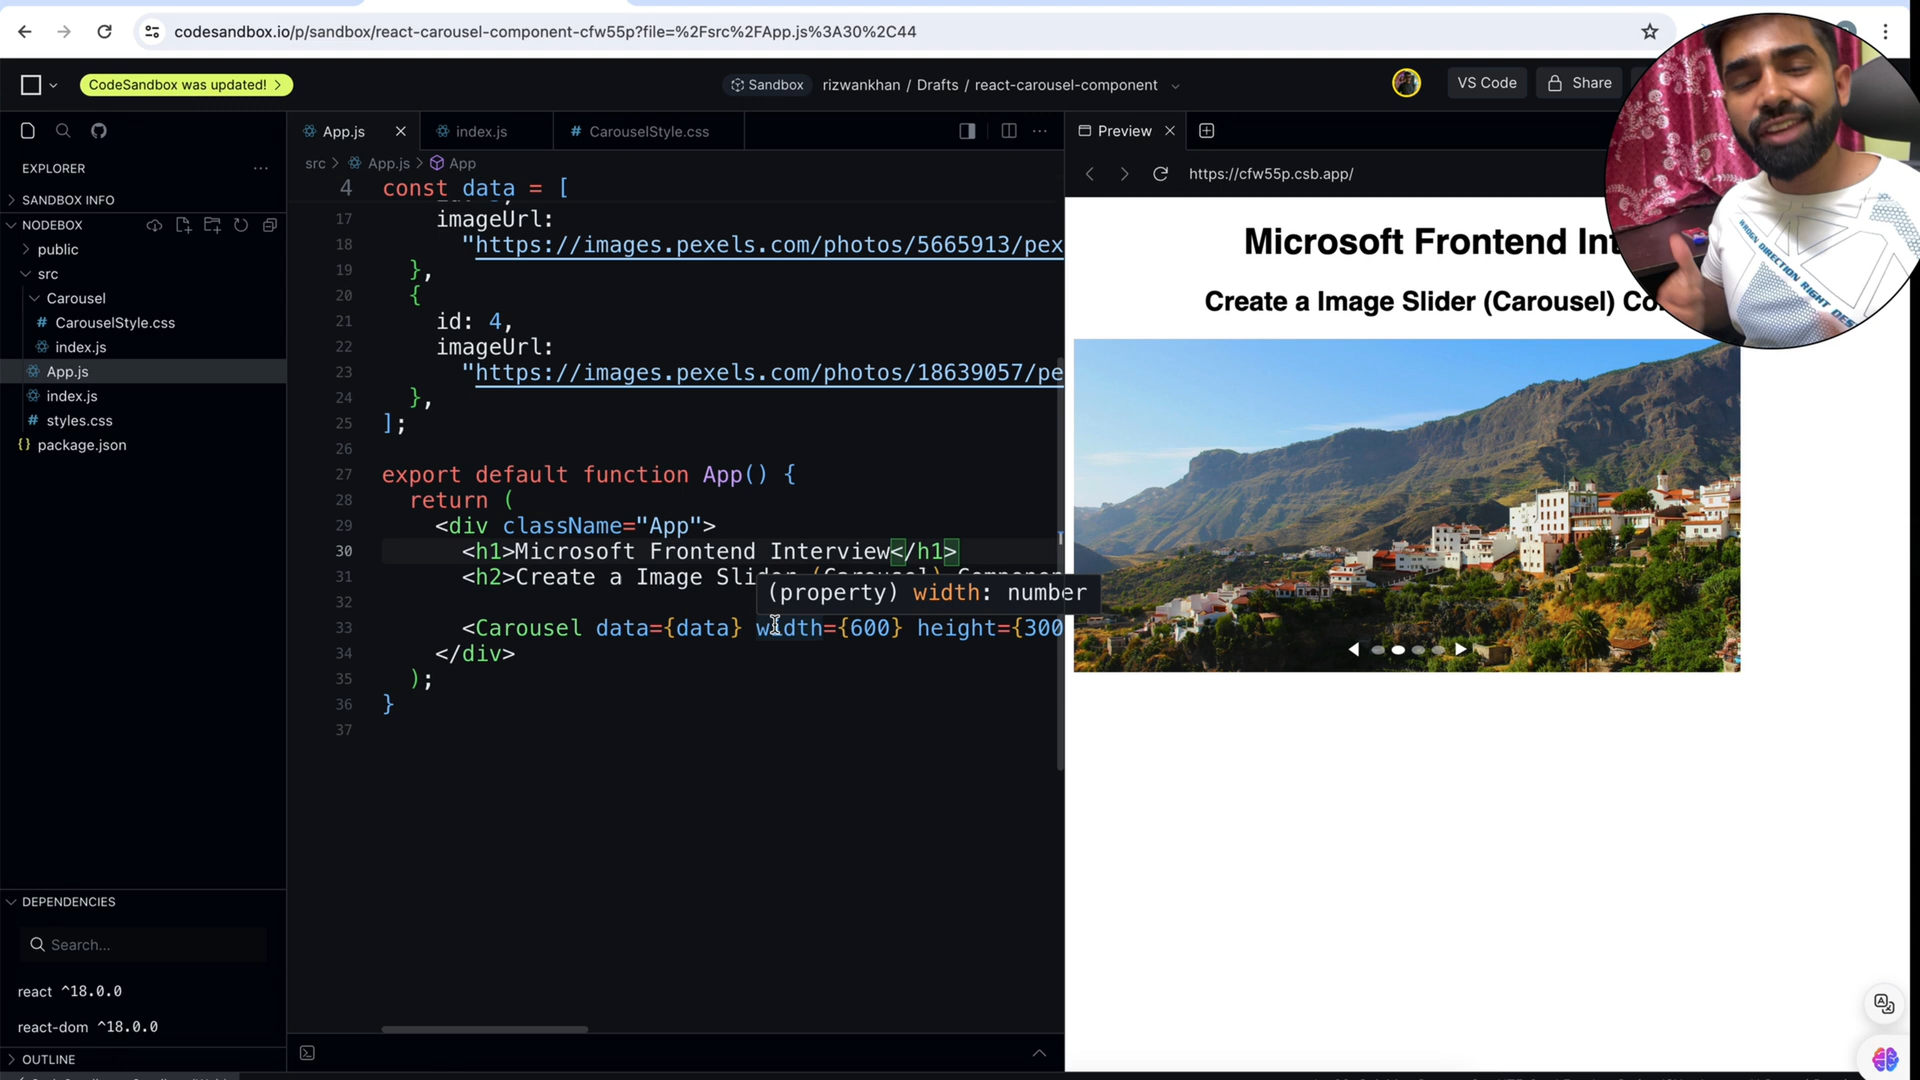 codesandbox.io/p/sandbox/react-carousel-component-cfw55p?file=%2Fsrc%2FApp.js%3A30%2C44
CodeSandbox was updated!
Sandbox
rizwankhan / Drafts / react-carousel-component
VS Code
Share
EXPLORER
SANDBOX INFO
NODEBOX
public
src
Carousel
# CarouselStyle.css
index.js
App.js
index.js
# styles.css
{} package.json
DEPENDENCIES
Search...
react ^18.0.0
react-dom ^18.0.0
OUTLINE
App.js
index.js
# CarouselStyle.css
src > App.js > App
4 const data = [
17 imageUrl:
18 "https://images.pexels.com/photos/5665913/pex
19 },
20 {
21 id: 4,
22 imageUrl:
23 "https://images.pexels.com/photos/18639057/pe
24 },
25 ];
26
27 export default function App() {
28 return (
29 <div className="App">
30 <h1>Microsoft Frontend Interview</h1>
31 <h2>Create a Image Slider (Carousel) Componen
(property) width: number
32
33 <Carousel data={data} width={600} height={300
34 </div>
35 );
36 }
37
Preview
https://cfw55p.csb.app/
Microsoft Frontend Int
Create a Image Slider (Carousel) Co
DIRECTION RIGHT